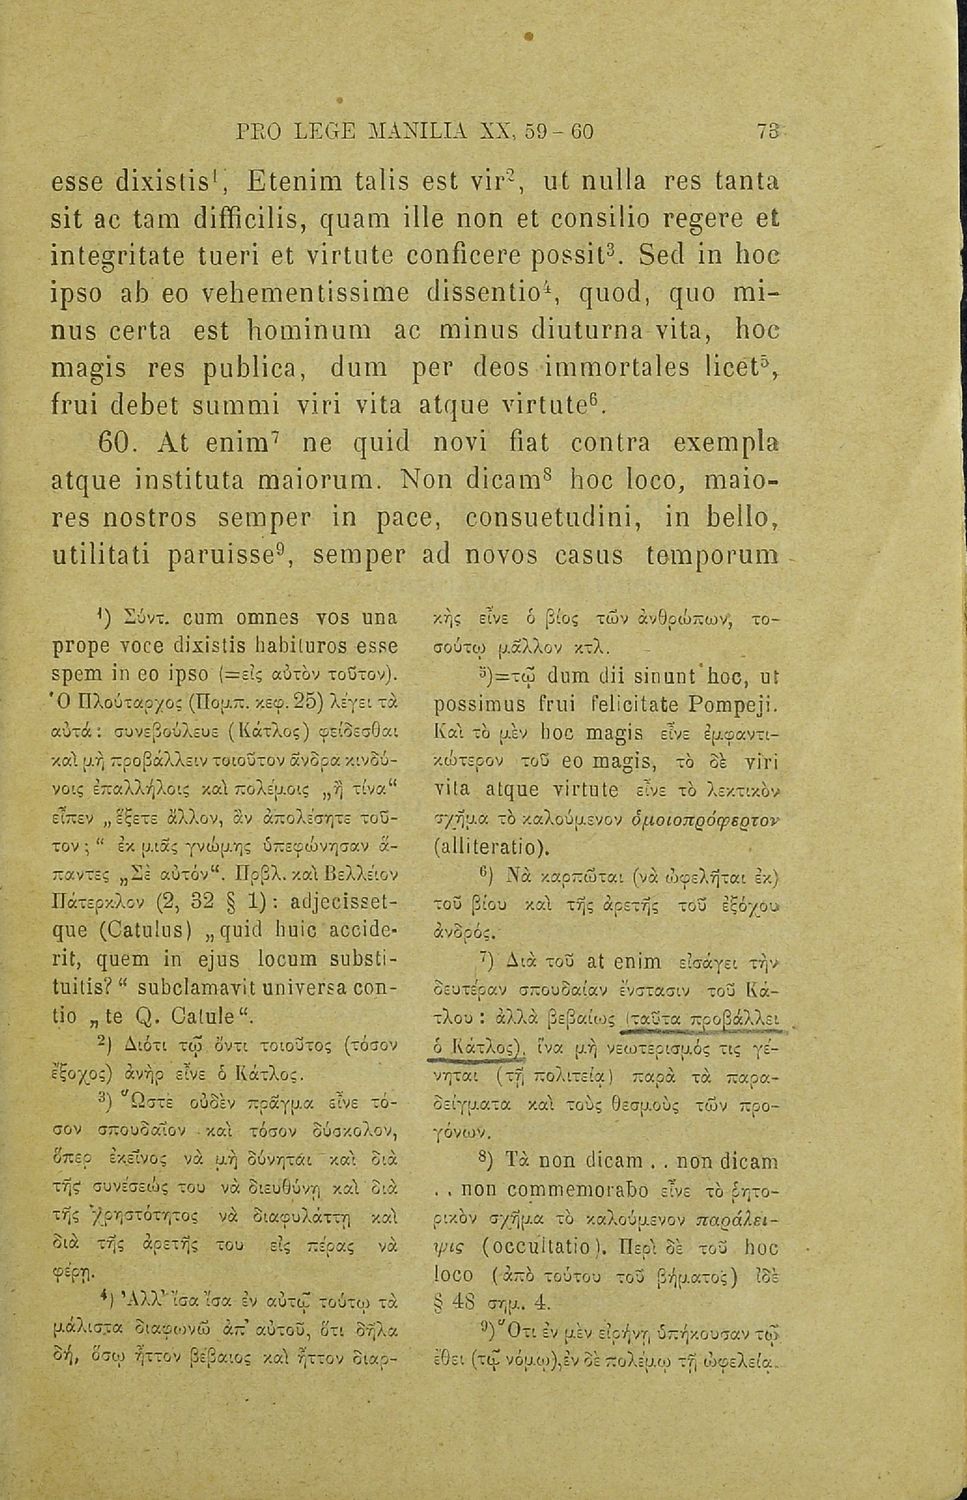 PRO LEGE MANILIA XX, 59 – 60 73
esse dixistis¹, Etenim talis est vir², ut nulla res tanta
sit ac tam difficilis, quam ille non et consilio regere et
integritate tueri et virtute conficere possit³. Sed in hoc
ipso ab eo vehementissime dissentio⁴, quod, quo mi-
nus certa est hominum ac minus diuturna vita, hoc
magis res publica, dum per deos immortales licet⁵,
frui debet summi viri vita atque virtute⁶.
60. At enim⁷ ne quid novi fiat contra exempla
atque instituta maiorum. Non dicam⁸ hoc loco, maio-
res nostros semper in pace, consuetudini, in bello,
utilitati paruisse⁹, semper ad novos casus temporum
¹) Σύντ. cum omnes vos una
prope voce dixistis habituros esse
spem in eo ipso (=εἰς αὐτὸν τοῦτον).
Ὁ Πλούταρχος (Πομπ. κεφ. 25) λέγει τὰ
αὐτά: συνεβούλευε (Κάτλος) φείδεσθαι
καὶ μὴ προβάλλειν τοιοῦτον ἄνδρα κινδύ-
νοις ἐπαλλήλοις καὶ πολέμοις „ἢ τίνα“
εἶπεν „ἕξετε ἄλλον, ἂν ἀπολέσητε τοῦ-
τον; “ ἐκ μιᾶς γνώμης ὑπεφώνησαν ἅ-
παντες „Σὲ αὐτόν“. Πρβλ. καὶ Βελλέιον
Πάτερκλον (2, 32 § 1): adjecisset-
que (Catulus) „quid huic accide-
rit, quem in ejus locum substi-
tuitis? “ subclamavit universa con-
tio „te Q. Catule“.
²) Διότι τῷ ὄντι τοιοῦτος (τόσον
ἔξοχος) ἀνὴρ εἶνε ὁ Κάτλος.
³) Ὥστε οὐδὲν πρᾶγμα εἶνε τό-
σον σπουδαῖον καὶ τόσον δύσκολον,
ὅπερ ἐκεῖνος νὰ μὴ δύνηται καὶ διὰ
τῆς συνέσεώς του νὰ διευθύνῃ καὶ διὰ
τῆς χρηστότητος νὰ διαφυλάττῃ καὶ
διὰ τῆς ἀρετῆς του εἰς πέρας νὰ
φέρῃ.
⁴) Ἀλλ’ ἴσα ἴσα ἐν αὐτῷ τούτῳ τὰ
μάλιστα διαφωνῶ ἀπ’ αὐτοῦ, ὅτι δῆλα
δή, ὅσῳ ἧττον βέβαιος καὶ ἧττον διαρ-
κὴς εἶνε ὁ βίος τῶν ἀνθρώπων, το-
σούτῳ μᾶλλον κτλ.
⁵)=τῷ dum dii sinunt hoc, ut
possimus frui felicitate Pompeji.
Καὶ τὸ μὲν hoc magis εἶνε ἐμφαντι-
κώτερον τοῦ eo magis, τὸ δὲ viri
vita atque virtute εἶνε τὸ λεκτικὸν
σχῆμα τὸ καλούμενον ὁμοιοπρόφερτον
(alliteratio).
⁶) Νὰ καρπῶται (νὰ ὠφελῆται ἐκ)
τοῦ βίου καὶ τῆς ἀρετῆς τοῦ ἐξόχου
ἀνδρός.
⁷) Διὰ τοῦ at enim εἰσάγει τὴν
δευτέραν σπουδαίαν ἔνστασιν τοῦ Κά-
τλου : ἀλλὰ βεβαίως (ταῦτα προβάλλει
ὁ Κάτλος), ἵνα μὴ νεωτερισμός τις γέ-
νηται (τῇ πολιτείᾳ) παρὰ τὰ παρα-
δείγματα καὶ τοὺς θεσμοὺς τῶν προ-
γόνων.
⁸) Τὰ non dicam . . non dicam
. . non commemorabo εἶνε τὸ ῥητο-
ρικὸν σχῆμα τὸ καλούμενον παράλει-
ψις (occultatio). Περὶ δὲ τοῦ hoc
loco (ἀπὸ τούτου τοῦ βήματος) ἰδὲ
§ 48 σημ. 4.
⁹) Ὅτι ἐν μὲν εἰρήνῃ ὑπήκουσαν τῷ
ἔθει (τῷ νόμῳ), ἐν δὲ πολέμῳ τῇ ὠφελείᾳ.